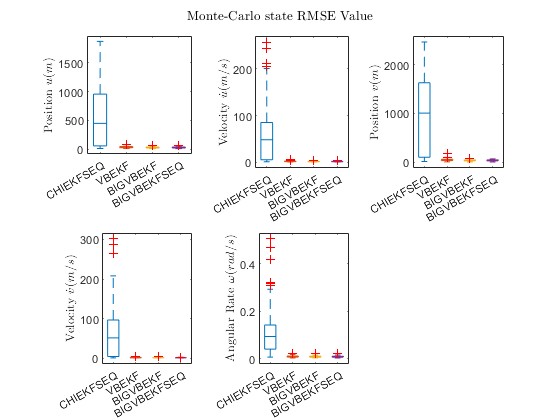 Monte-Carlo state RMSE Value
Position u(m)
1500
1000
500
0
CHIEKFSEQ
VBEKF
BIGVBEKF
BIGVBEKFSEQ
Velocity u̇(m/s)
200
100
0
CHIEKFSEQ
VBEKF
BIGVBEKF
BIGVBEKFSEQ
Position v(m)
2000
1000
0
CHIEKFSEQ
VBEKF
BIGVBEKF
BIGVBEKFSEQ
Velocity v̇(m/s)
300
200
100
0
CHIEKFSEQ
VBEKF
BIGVBEKF
BIGVBEKFSEQ
Angular Rate ω(rad/s)
0.4
0.2
0
CHIEKFSEQ
VBEKF
BIGVBEKF
BIGVBEKFSEQ